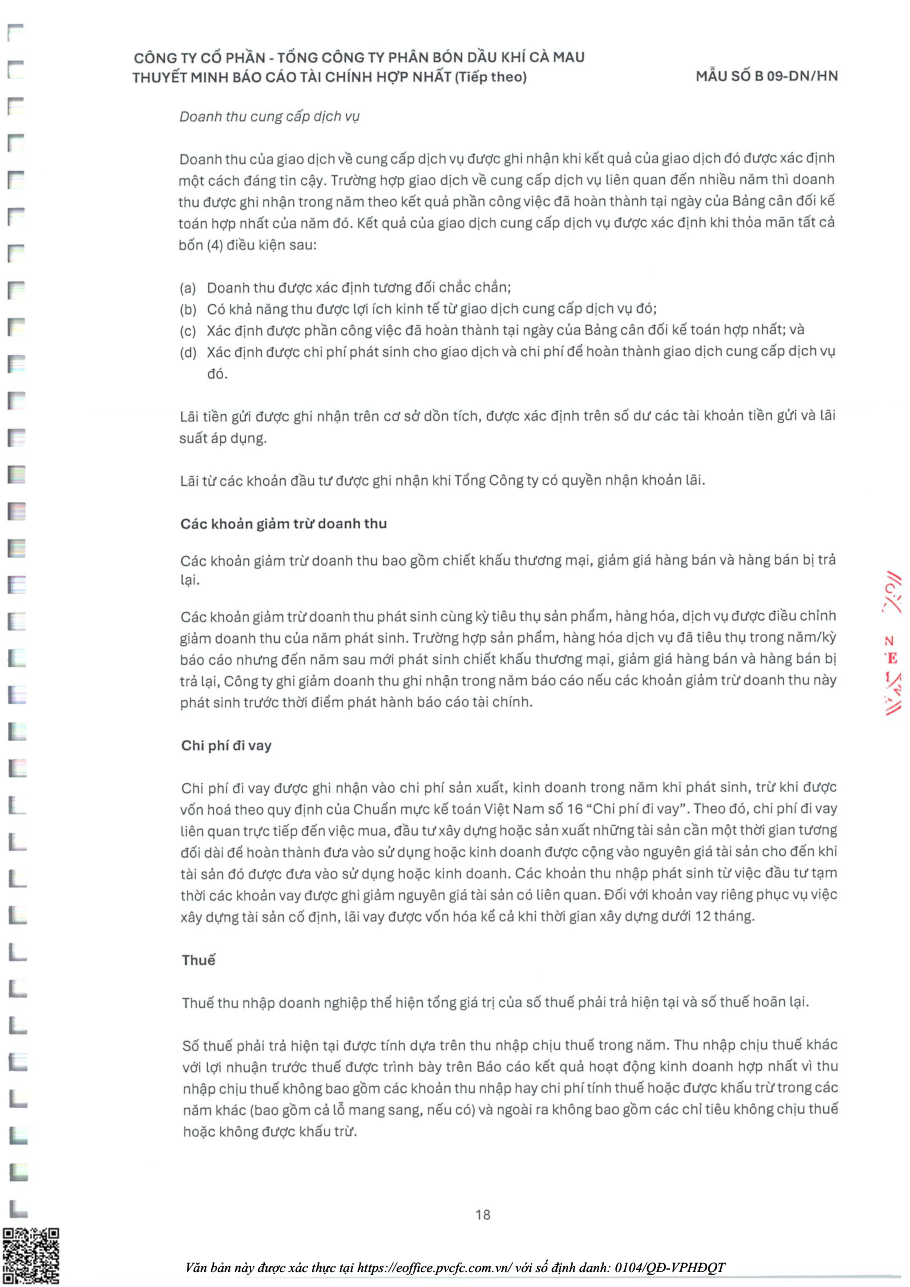 CÔNG TY CỔ PHẦN - TỔNG CÔNG TY PHÂN BÓN DẦU KHÍ CÀ MAU
THUYẾT MINH BÁO CÁO TÀI CHÍNH HỢP NHẤT (Tiếp theo)
MẪU SỐ B 09-DN/HN
Doanh thu cung cấp dịch vụ
Doanh thu của giao dịch về cung cấp dịch vụ được ghi nhận khi kết quả của giao dịch đó được xác định
một cách đáng tin cậy. Trường hợp giao dịch về cung cấp dịch vụ liên quan đến nhiều năm thì doanh
thu được ghi nhận trong năm theo kết quả phần công việc đã hoàn thành tại ngày của Bảng cân đối kế
toán hợp nhất của năm đó. Kết quả của giao dịch cung cấp dịch vụ được xác định khi thỏa mãn tất cả
bốn (4) điều kiện sau:
(a) Doanh thu được xác định tương đối chắc chắn;
(b) Có khả năng thu được lợi ích kinh tế từ giao dịch cung cấp dịch vụ đó;
(c) Xác định được phần công việc đã hoàn thành tại ngày của Bảng cân đối kế toán hợp nhất; và
(d) Xác định được chi phí phát sinh cho giao dịch và chi phí để hoàn thành giao dịch cung cấp dịch vụ
đó.
Lãi tiền gửi được ghi nhận trên cơ sở dồn tích, được xác định trên số dư các tài khoản tiền gửi và lãi
suất áp dụng.
Lãi từ các khoản đầu tư được ghi nhận khi Tổng Công ty có quyền nhận khoản lãi.
Các khoản giảm trừ doanh thu
Các khoản giảm trừ doanh thu bao gồm chiết khấu thương mại, giảm giá hàng bán và hàng bán bị trả
lại.
Các khoản giảm trừ doanh thu phát sinh cùng kỳ tiêu thụ sản phẩm, hàng hóa, dịch vụ được điều chỉnh
giảm doanh thu của năm phát sinh. Trường hợp sản phẩm, hàng hóa dịch vụ đã tiêu thụ trong năm/kỳ
báo cáo nhưng đến năm sau mới phát sinh chiết khấu thương mại, giảm giá hàng bán và hàng bán bị
trả lại, Công ty ghi giảm doanh thu ghi nhận trong năm báo cáo nếu các khoản giảm trừ doanh thu này
phát sinh trước thời điểm phát hành báo cáo tài chính.
Chi phí đi vay
Chi phí đi vay được ghi nhận vào chi phí sản xuất, kinh doanh trong năm khi phát sinh, trừ khi được
vốn hoá theo quy định của Chuẩn mực kế toán Việt Nam số 16 “Chi phí đi vay”. Theo đó, chi phí đi vay
liên quan trực tiếp đến việc mua, đầu tư xây dựng hoặc sản xuất những tài sản cần một thời gian tương
đối dài để hoàn thành đưa vào sử dụng hoặc kinh doanh được cộng vào nguyên giá tài sản cho đến khi
tài sản đó được đưa vào sử dụng hoặc kinh doanh. Các khoản thu nhập phát sinh từ việc đầu tư tạm
thời các khoản vay được ghi giảm nguyên giá tài sản có liên quan. Đối với khoản vay riêng phục vụ việc
xây dựng tài sản cố định, lãi vay được vốn hóa kể cả khi thời gian xây dựng dưới 12 tháng.
Thuế
Thuế thu nhập doanh nghiệp thể hiện tổng giá trị của số thuế phải trả hiện tại và số thuế hoãn lại.
Số thuế phải trả hiện tại được tính dựa trên thu nhập chịu thuế trong năm. Thu nhập chịu thuế khác
với lợi nhuận trước thuế được trình bày trên Báo cáo kết quả hoạt động kinh doanh hợp nhất vì thu
nhập chịu thuế không bao gồm các khoản thu nhập hay chi phí tính thuế hoặc được khấu trừ trong các
năm khác (bao gồm cả lỗ mang sang, nếu có) và ngoài ra không bao gồm các chỉ tiêu không chịu thuế
hoặc không được khấu trừ.
18
Văn bản này được xác thực tại https://eoffice.pvcfc.com.vn/ với số định danh: 0104/QĐ-VPHĐQT